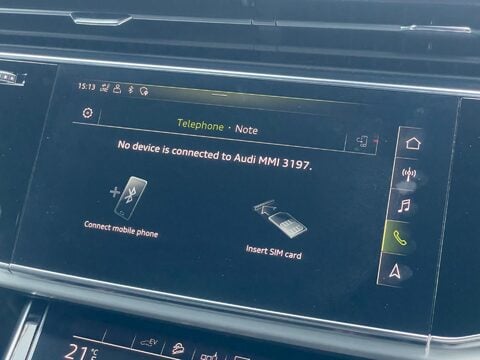 15:13
Telephone · Note
No device is connected to Audi MMI 3197.
Connect mobile phone
Insert SIM card
21°C
EV